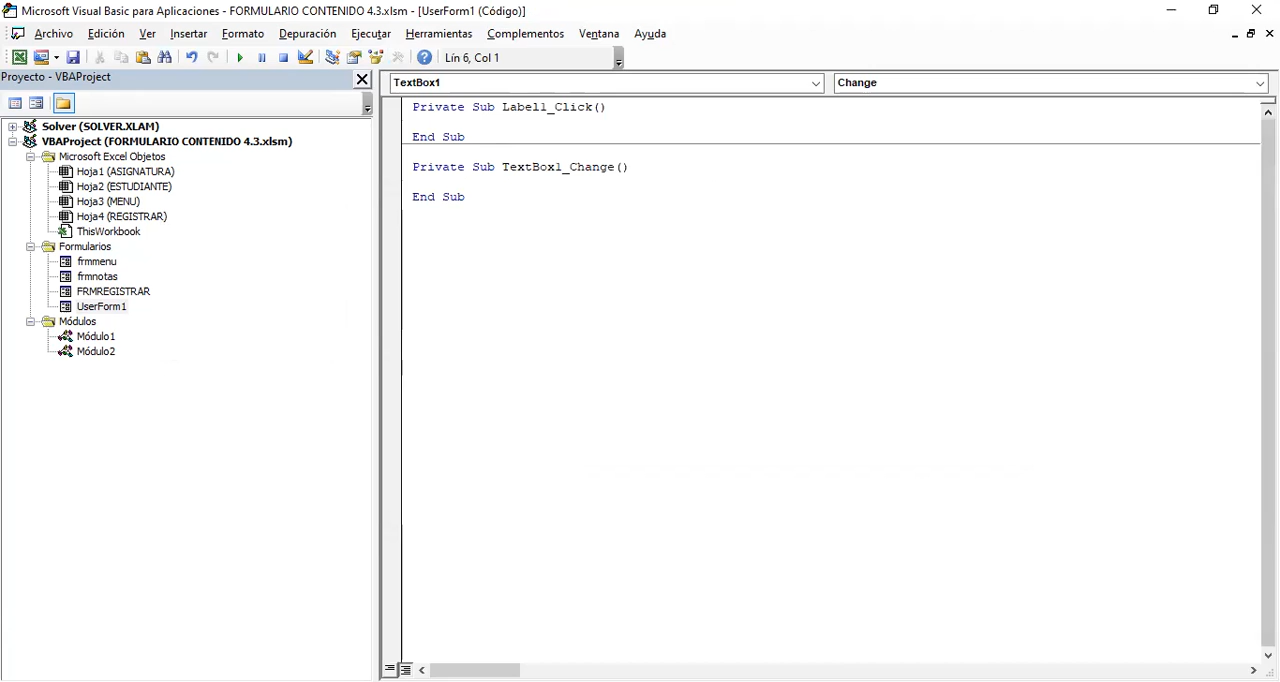 Microsoft Visual Basic para Aplicaciones - FORMULARIO CONTENIDO 4.3.xlsm - [UserForm1 (Código)]
Archivo Edición Ver Insertar Formato Depuración Ejecutar Herramientas Complementos Ventana Ayuda
Lín 6, Col 1
Proyecto - VBAProject
TextBox1 Change
Solver (SOLVER.XLAM)
VBAProject (FORMULARIO CONTENIDO 4.3.xlsm)
Microsoft Excel Objetos
Hoja1 (ASIGNATURA)
Hoja2 (ESTUDIANTE)
Hoja3 (MENU)
Hoja4 (REGISTRAR)
ThisWorkbook
Formularios
frmmenu
frmnotas
FRMREGISTRAR
UserForm1
Módulos
Módulo1
Módulo2
Private Sub Label1_Click()
End Sub
Private Sub TextBox1_Change()
End Sub